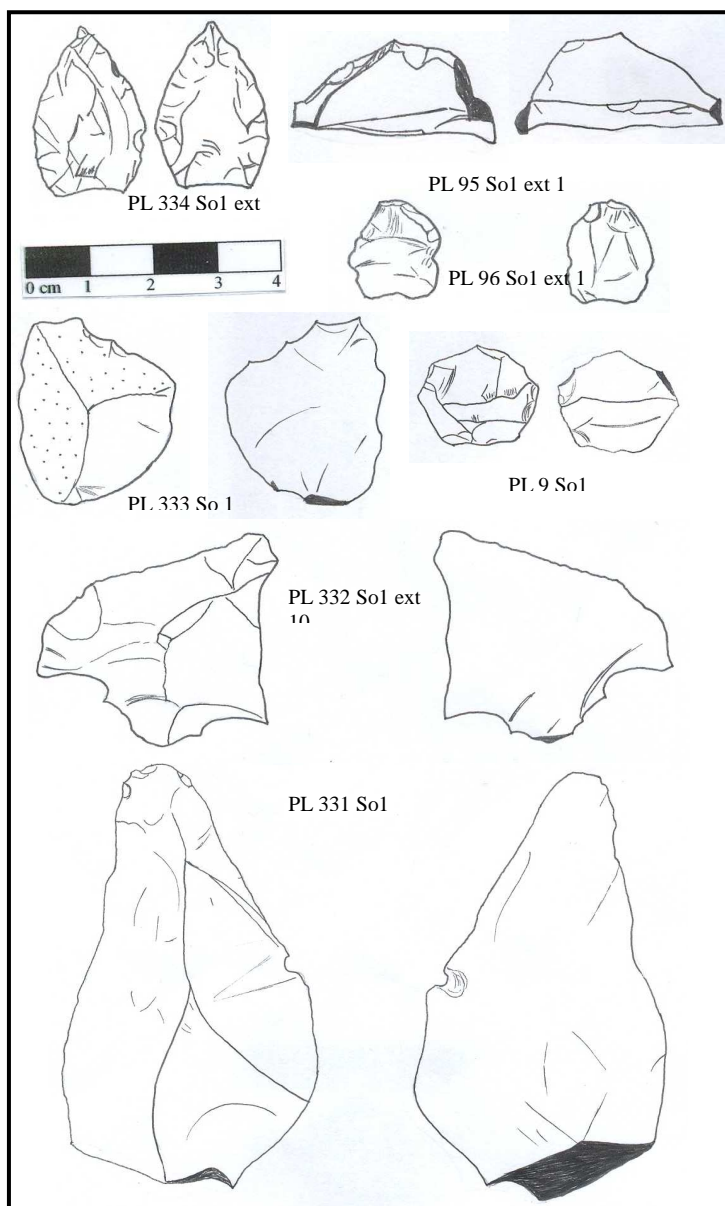 PL 334 So1 ext
PL 95 So1 ext 1
PL 96 So1 ext 1
0 cm 1 2 3 4
PL 333 So 1
PL 9 So1
PL 332 So1 ext
10
PL 331 So1